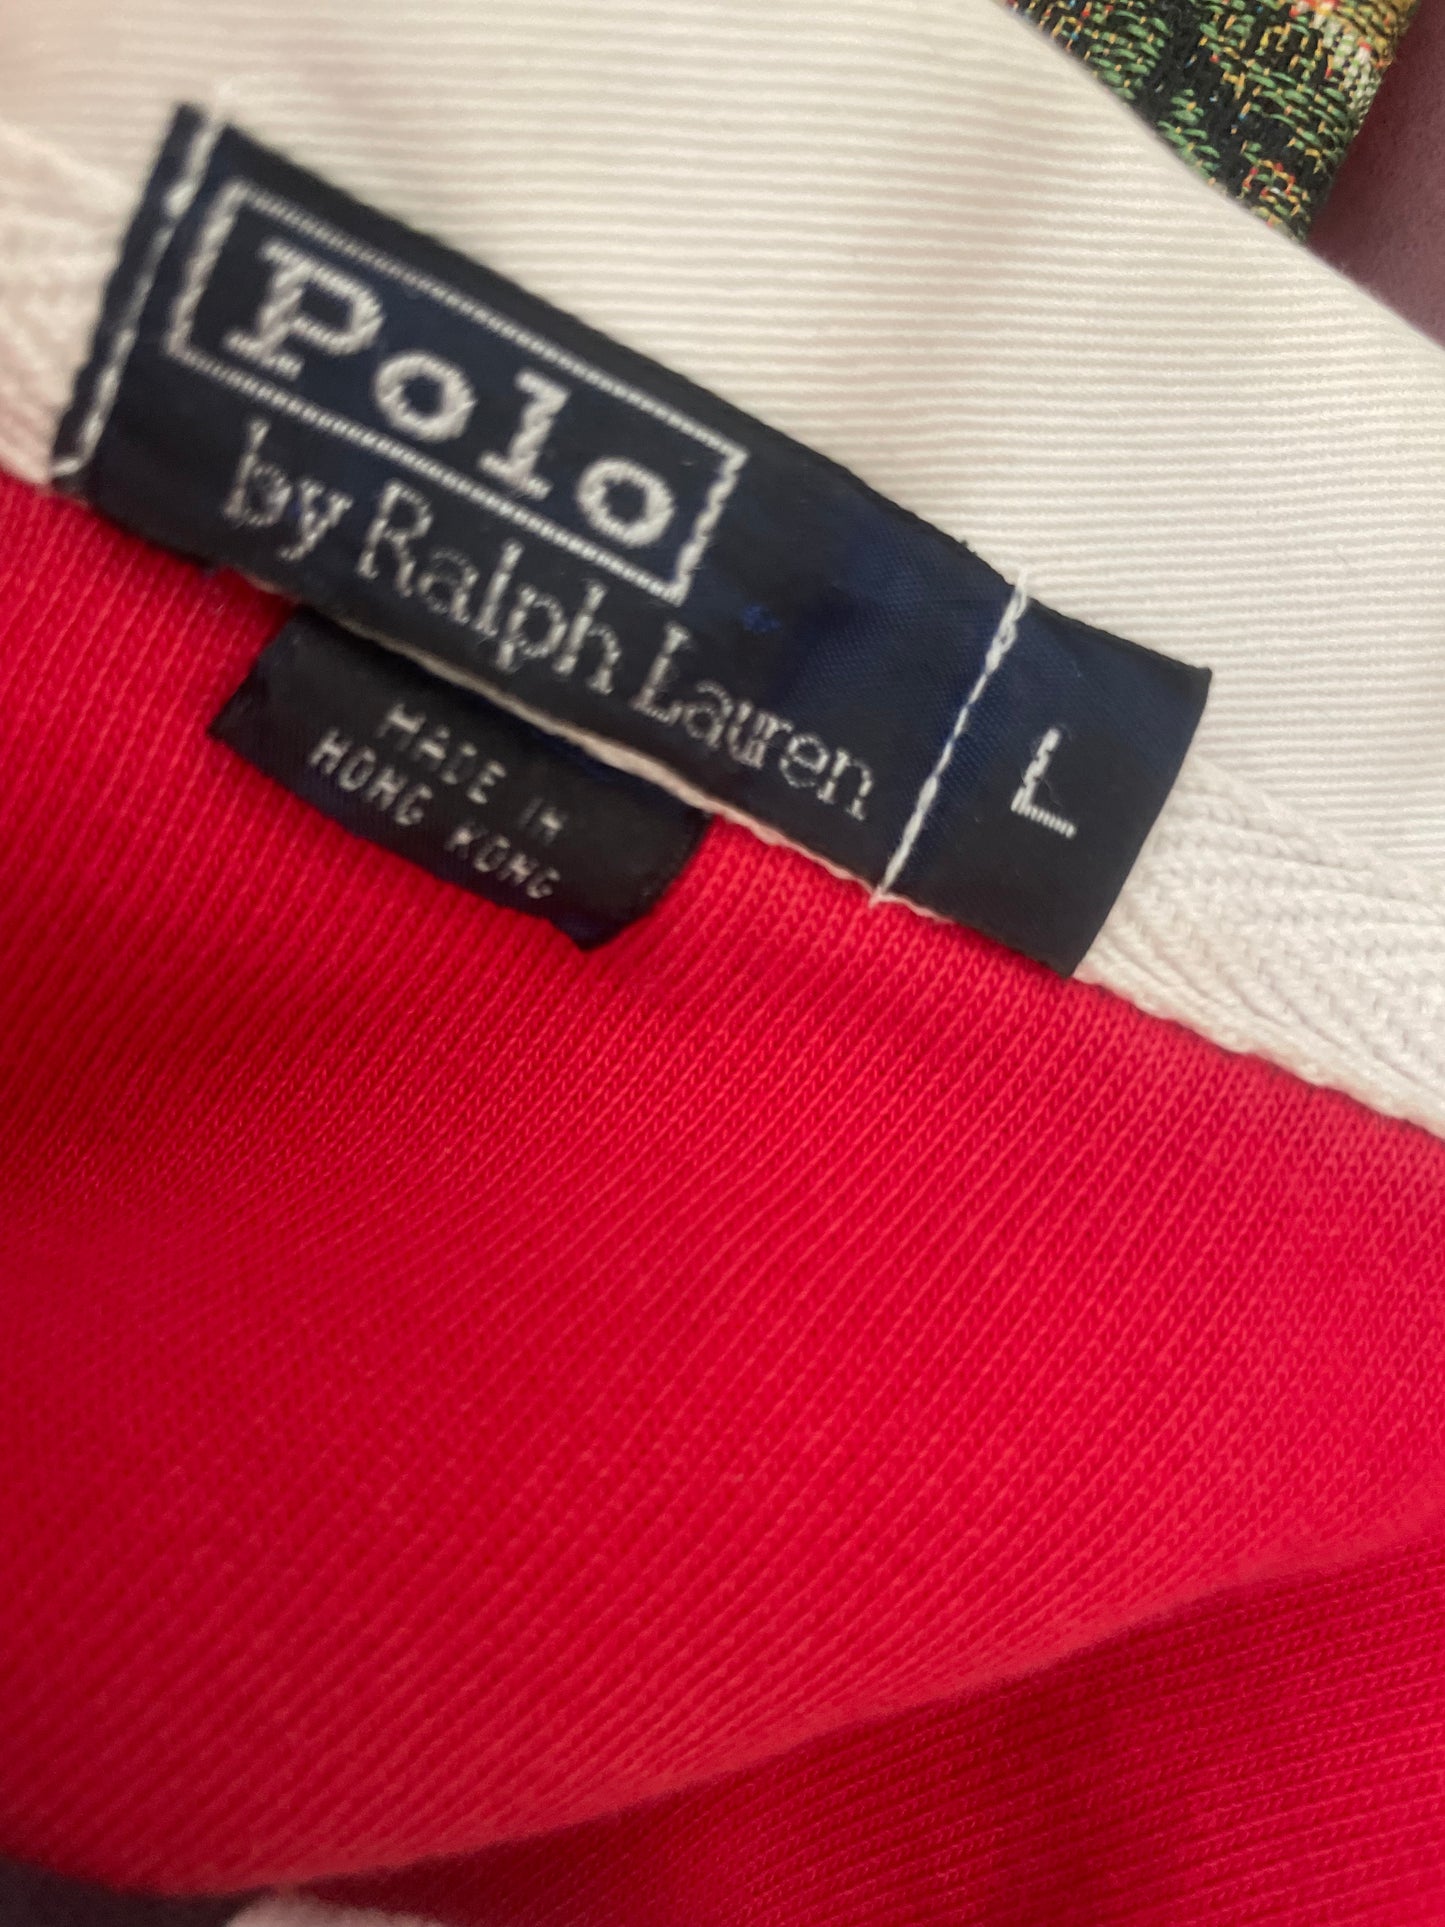 Polo
by Ralph Lauren
L
MADE IN
HONG KONG